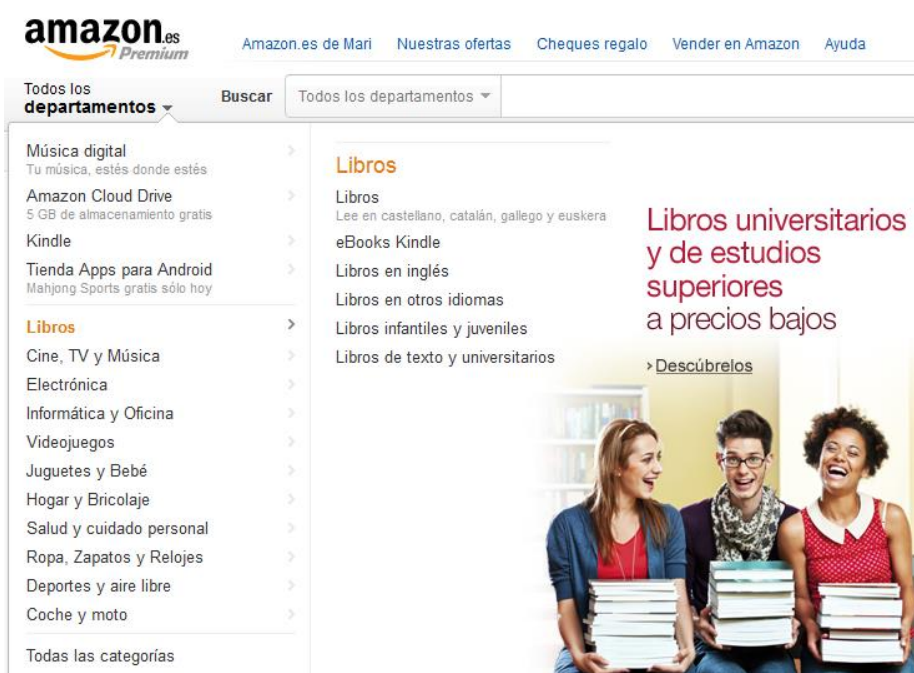 amazon.es
Premium
Amazon.es de Mari Nuestras ofertas Cheques regalo Vender en Amazon Ayuda
Todos los
departamentos
Buscar Todos los departamentos
Música digital
Tu música, estés donde estés
Amazon Cloud Drive
5 GB de almacenamiento gratis
Kindle
Tienda Apps para Android
Mahjong Sports gratis sólo hoy
Libros
Cine, TV y Música
Electrónica
Informática y Oficina
Videojuegos
Juguetes y Bebé
Hogar y Bricolaje
Salud y cuidado personal
Ropa, Zapatos y Relojes
Deportes y aire libre
Coche y moto
Todas las categorías
Libros
Libros
Lee en castellano, catalán, gallego y euskera
eBooks Kindle
Libros en inglés
Libros en otros idiomas
Libros infantiles y juveniles
Libros de texto y universitarios
Libros universitarios
y de estudios
superiores
a precios bajos
› Descúbrelos